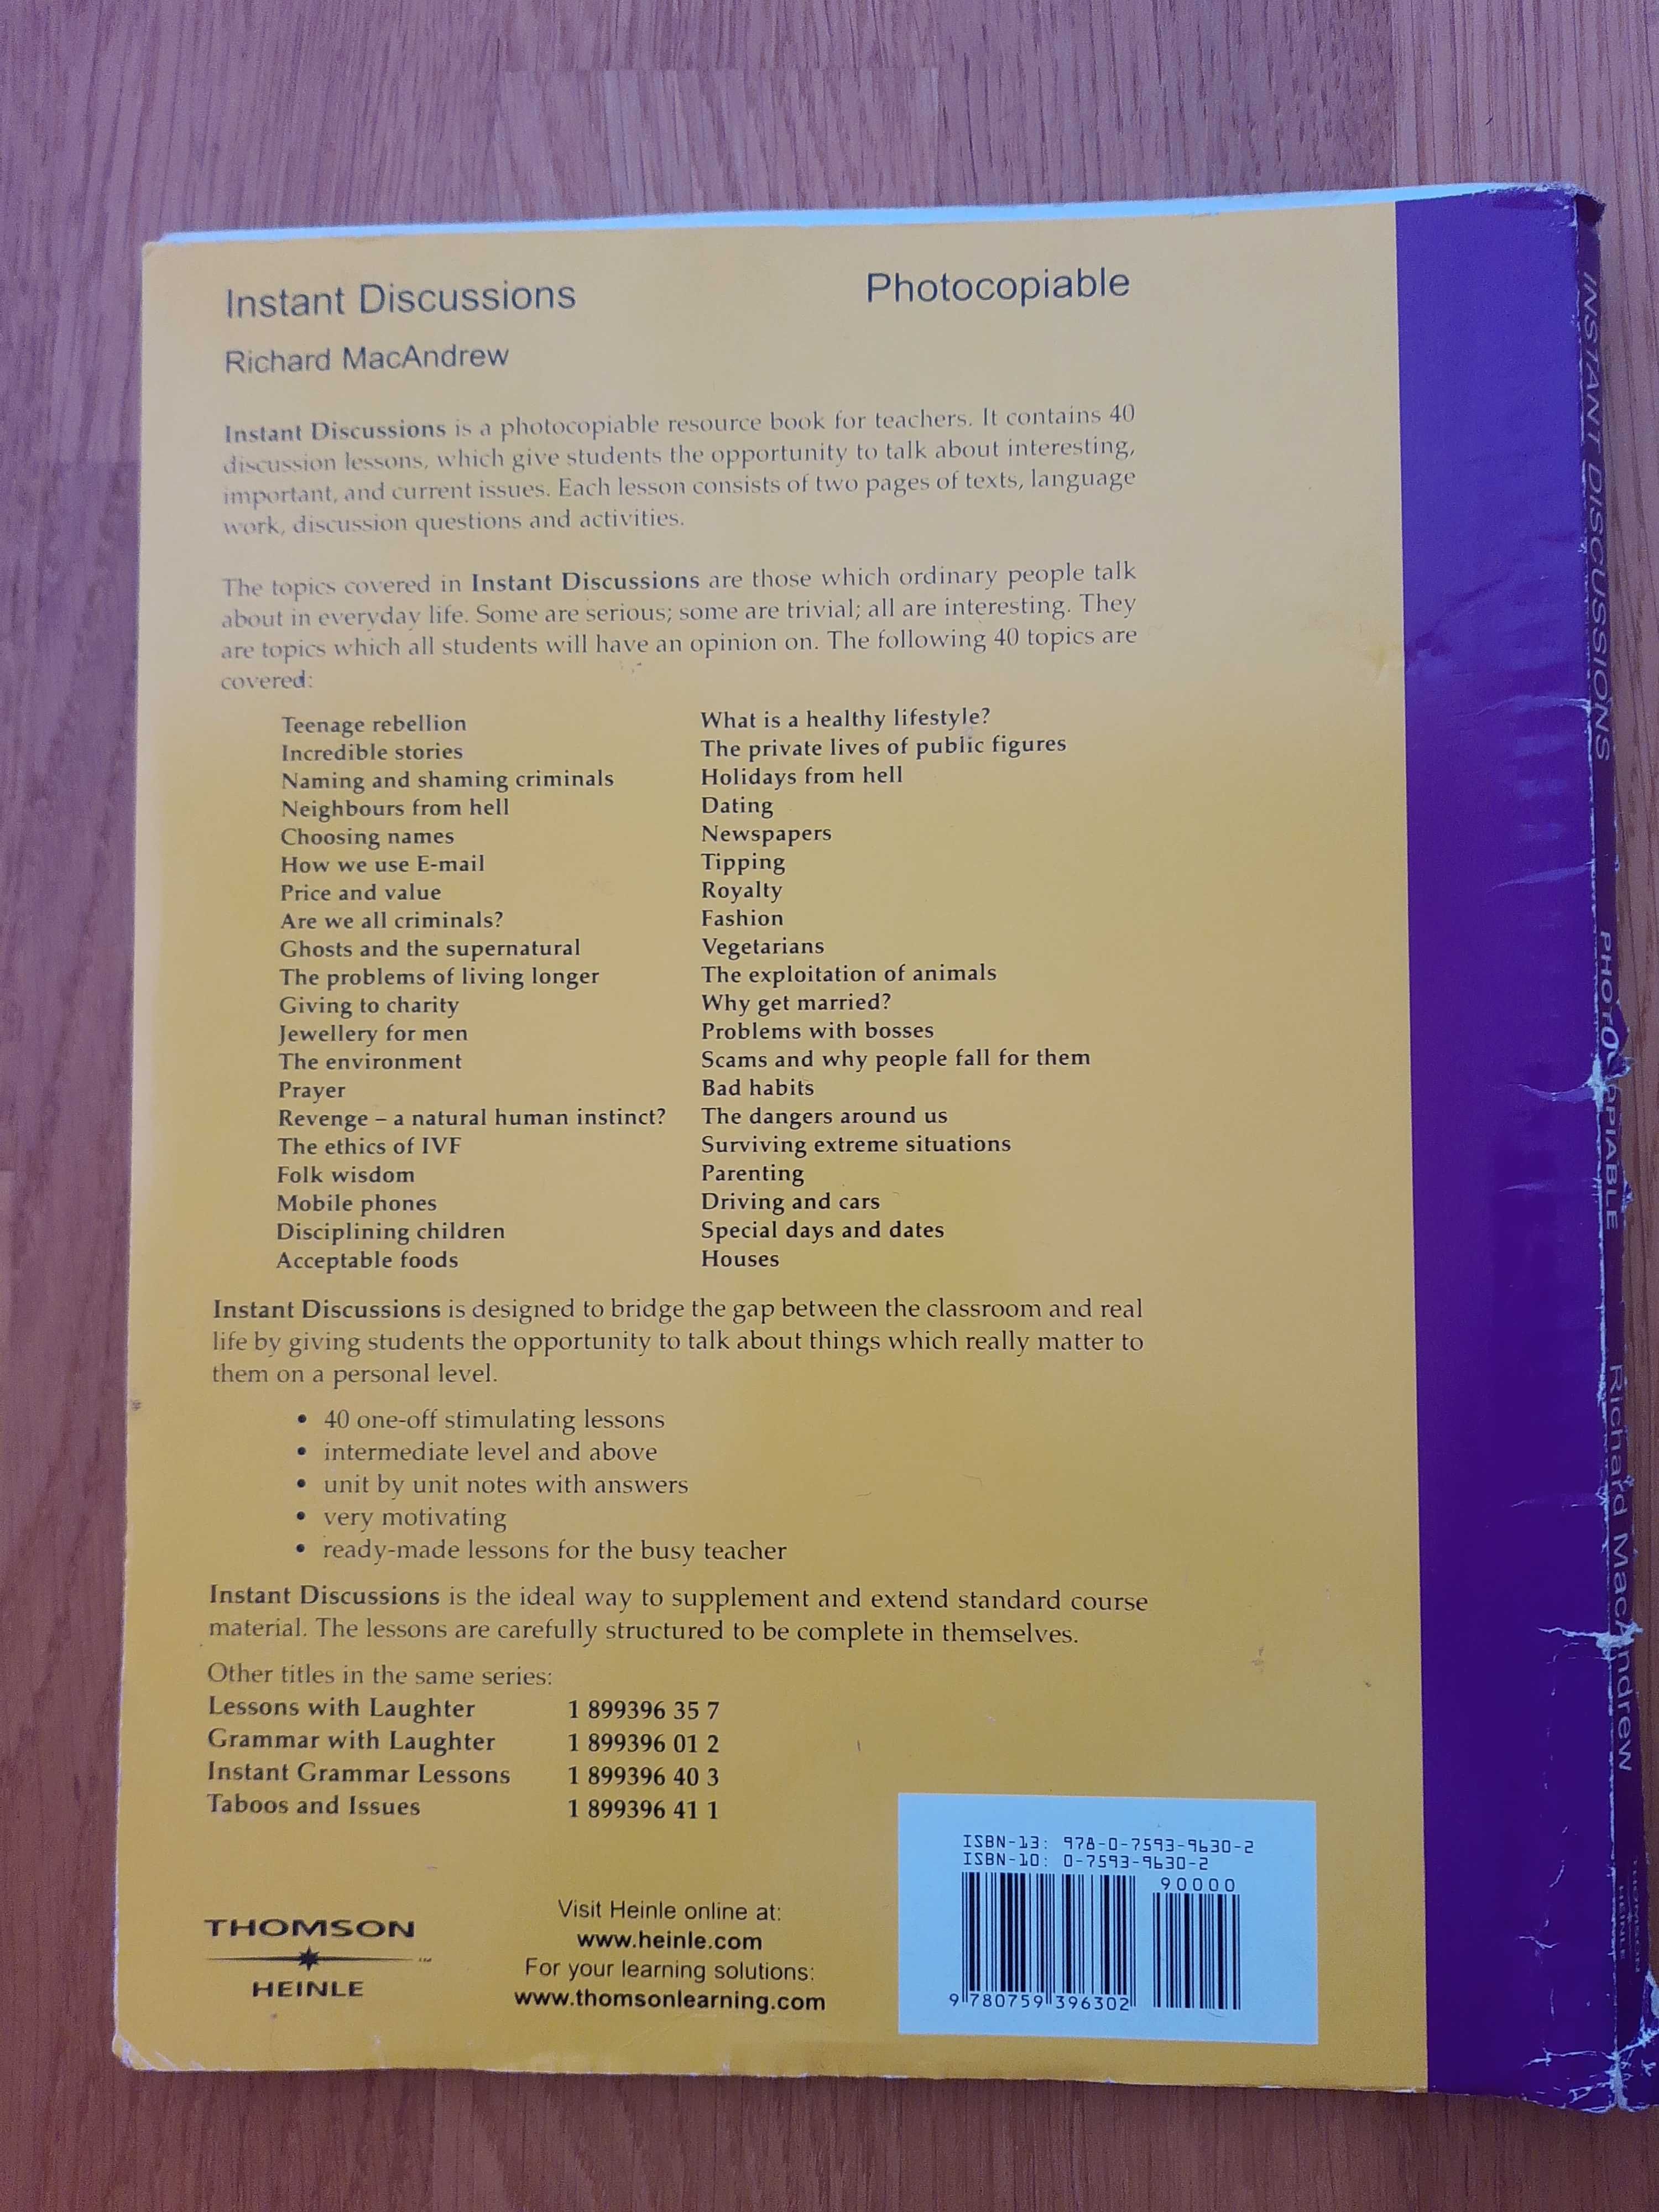 Instant Discussions
Photocopiable
Richard MacAndrew
Instant Discussions is a photocopiable resource book for teachers. It contains 40
discussion lessons, which give students the opportunity to talk about interesting,
important, and current issues. Each lesson consists of two pages of texts, language
work, discussion questions and activities.
The topics covered in Instant Discussions are those which ordinary people talk
about in everyday life. Some are serious; some are trivial; all are interesting. They
are topics which all students will have an opinion on. The following 40 topics are
covered:
Teenage rebellion
Incredible stories
Naming and shaming criminals
Neighbours from hell
Choosing names
How we use E-mail
Price and value
Are we all criminals?
Ghosts and the supernatural
The problems of living longer
Giving to charity
Jewellery for men
The environment
Prayer
Revenge – a natural human instinct?
The ethics of IVF
Folk wisdom
Mobile phones
Disciplining children
Acceptable foods
What is a healthy lifestyle?
The private lives of public figures
Holidays from hell
Dating
Newspapers
Tipping
Royalty
Fashion
Vegetarians
The exploitation of animals
Why get married?
Problems with bosses
Scams and why people fall for them
Bad habits
The dangers around us
Surviving extreme situations
Parenting
Driving and cars
Special days and dates
Houses
Instant Discussions is designed to bridge the gap between the classroom and real
life by giving students the opportunity to talk about things which really matter to
them on a personal level.
• 40 one-off stimulating lessons
• intermediate level and above
• unit by unit notes with answers
• very motivating
• ready-made lessons for the busy teacher
Instant Discussions is the ideal way to supplement and extend standard course
material. The lessons are carefully structured to be complete in themselves.
Other titles in the same series:
Lessons with Laughter 1 899396 35 7
Grammar with Laughter 1 899396 01 2
Instant Grammar Lessons 1 899396 40 3
Taboos and Issues 1 899396 41 1
THOMSON
™
HEINLE
Visit Heinle online at:
www.heinle.com
For your learning solutions:
www.thomsonlearning.com
ISBN-13: 978-0-7593-9630-2
ISBN-10: 0-7593-9630-2
90000
9 780759 396302
INSTANT DISCUSSIONS
PHOTOCOPIABLE
Richard MacAndrew
THOMSON
HEINLE